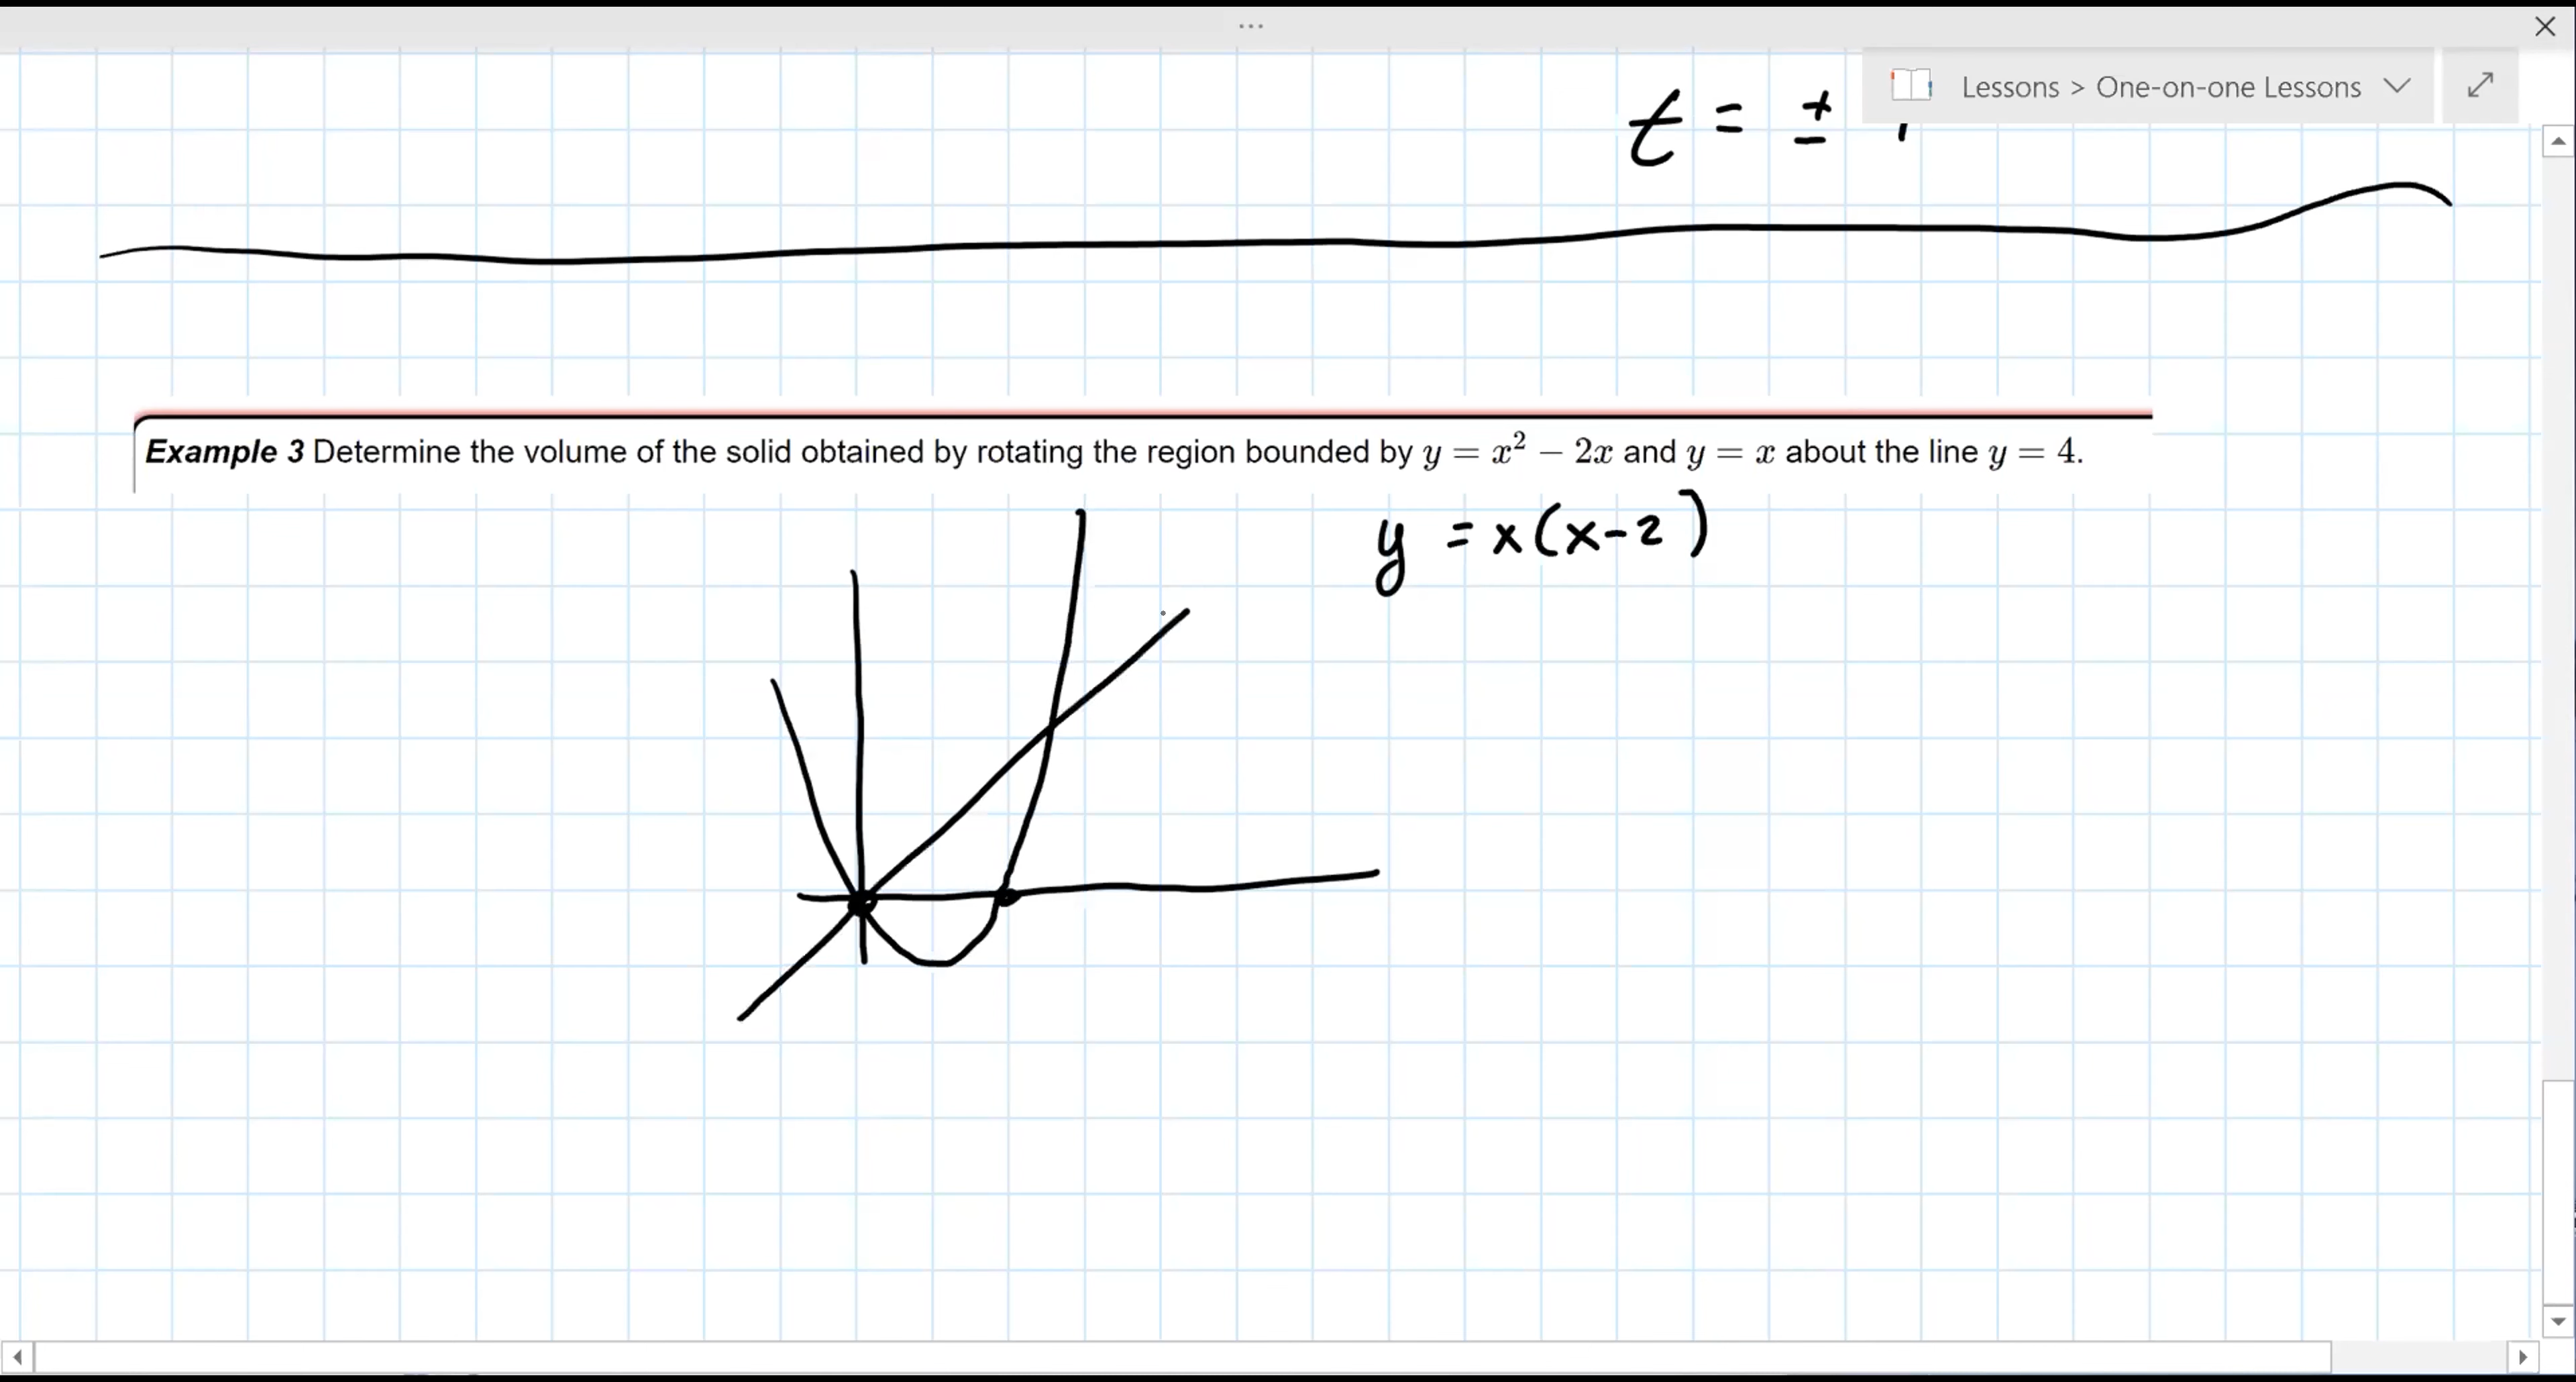 Lessons > One-on-one Lessons
t = ±
Example 3 Determine the volume of the solid obtained by rotating the region bounded by y = x² − 2x and y = x about the line y = 4.
y = x(x-2)